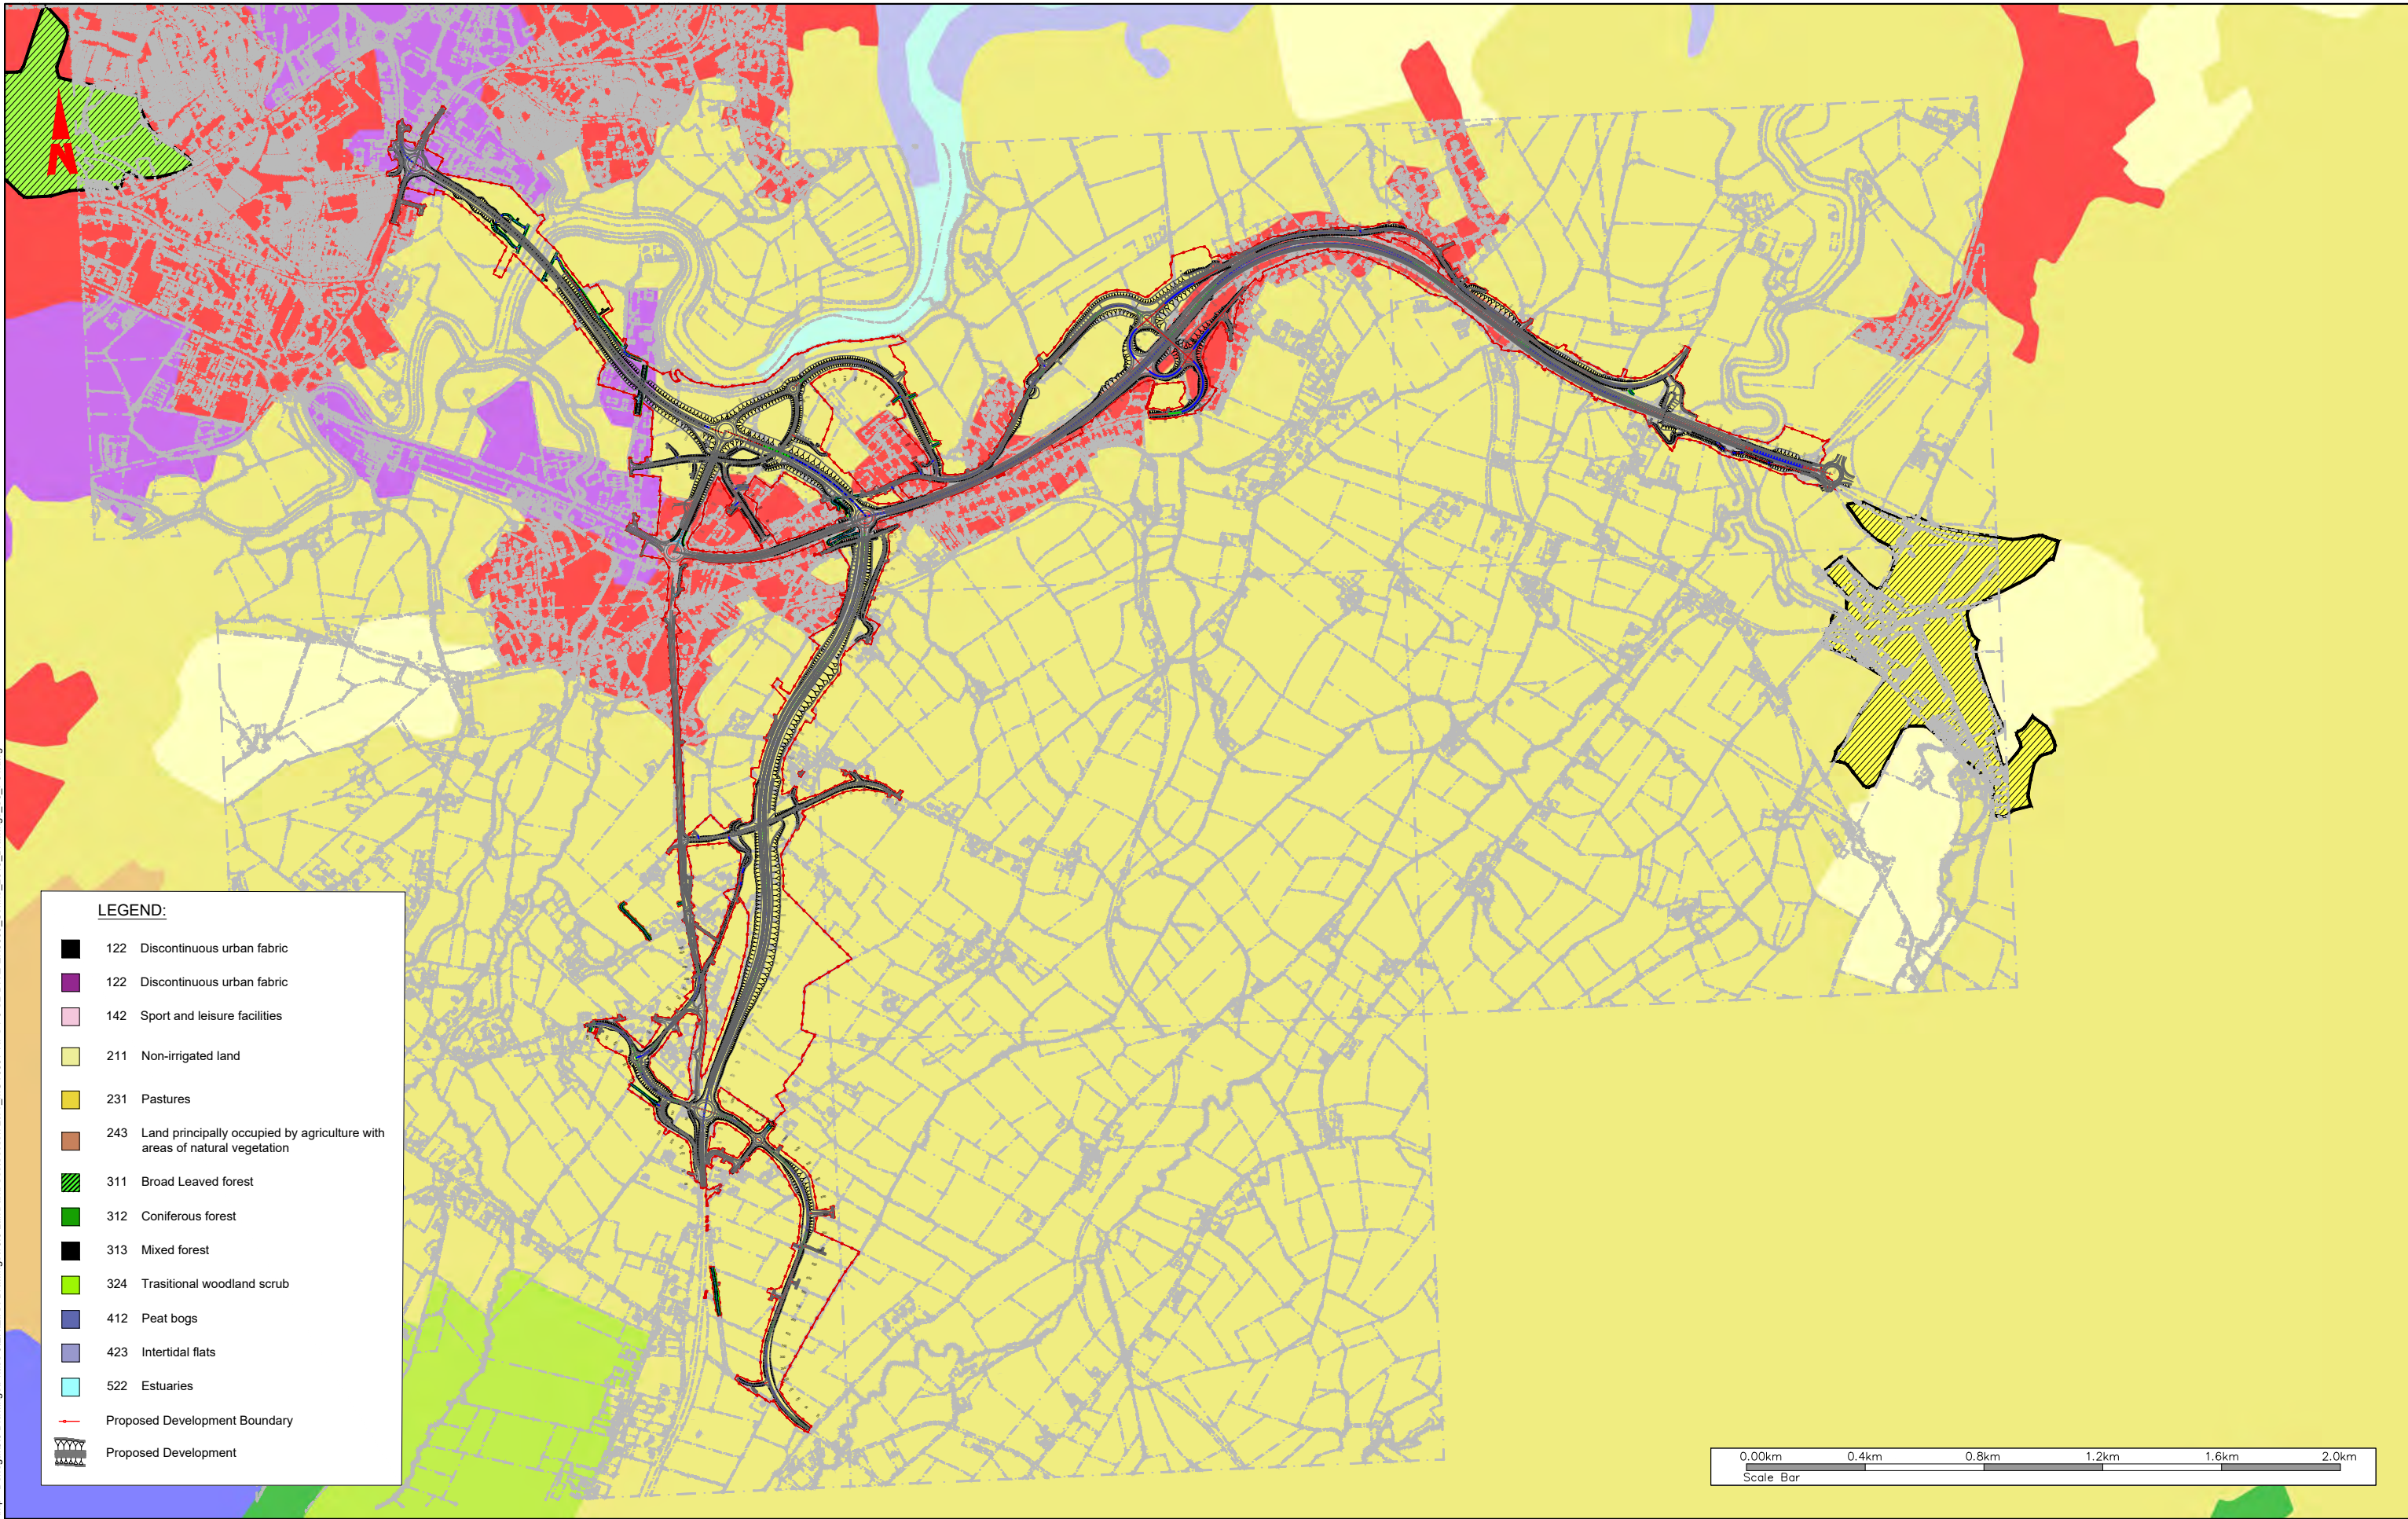 N
LEGEND:
122 Discontinuous urban fabric
122 Discontinuous urban fabric
142 Sport and leisure facilities
211 Non-irrigated land
231 Pastures
243 Land principally occupied by agriculture with
areas of natural vegetation
311 Broad Leaved forest
312 Coniferous forest
313 Mixed forest
324 Trasitional woodland scrub
412 Peat bogs
423 Intertidal flats
522 Estuaries
Proposed Development Boundary
Proposed Development
0.00km 0.4km 0.8km 1.2km 1.6km 2.0km
Scale Bar